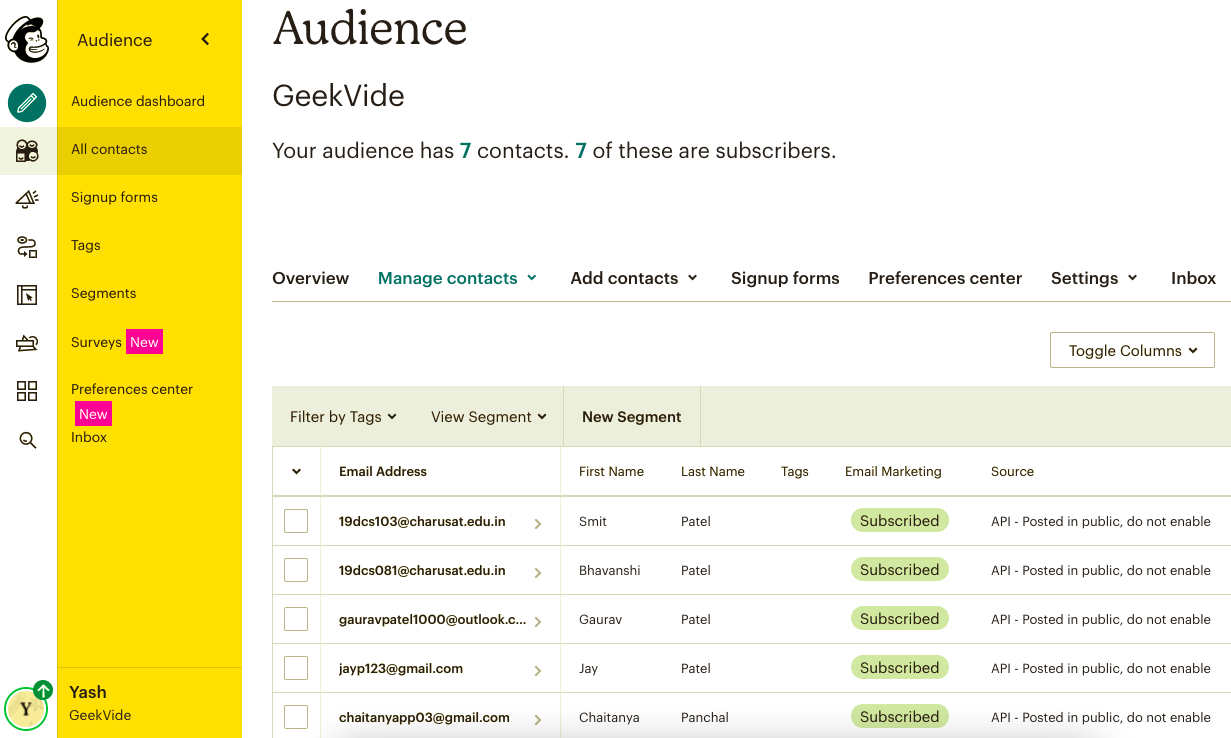 Audience
Audience dashboard
All contacts
Signup forms
Tags
Segments
Surveys New
Preferences center
New
Inbox
Y
Yash
GeekVide
Audience
GeekVide
Your audience has 7 contacts. 7 of these are subscribers.
Overview Manage contacts Add contacts Signup forms Preferences center Settings Inbox
Toggle Columns
Filter by Tags View Segment New Segment
Email Address First Name Last Name Tags Email Marketing Source
19dcs103@charusat.edu.in Smit Patel Subscribed API - Posted in public, do not enable
19dcs081@charusat.edu.in Bhavanshi Patel Subscribed API - Posted in public, do not enable
gauravpatel1000@outlook.c... Gaurav Patel Subscribed API - Posted in public, do not enable
jayp123@gmail.com Jay Patel Subscribed API - Posted in public, do not enable
chaitanyapp03@gmail.com Chaitanya Panchal Subscribed API - Posted in public, do not enable